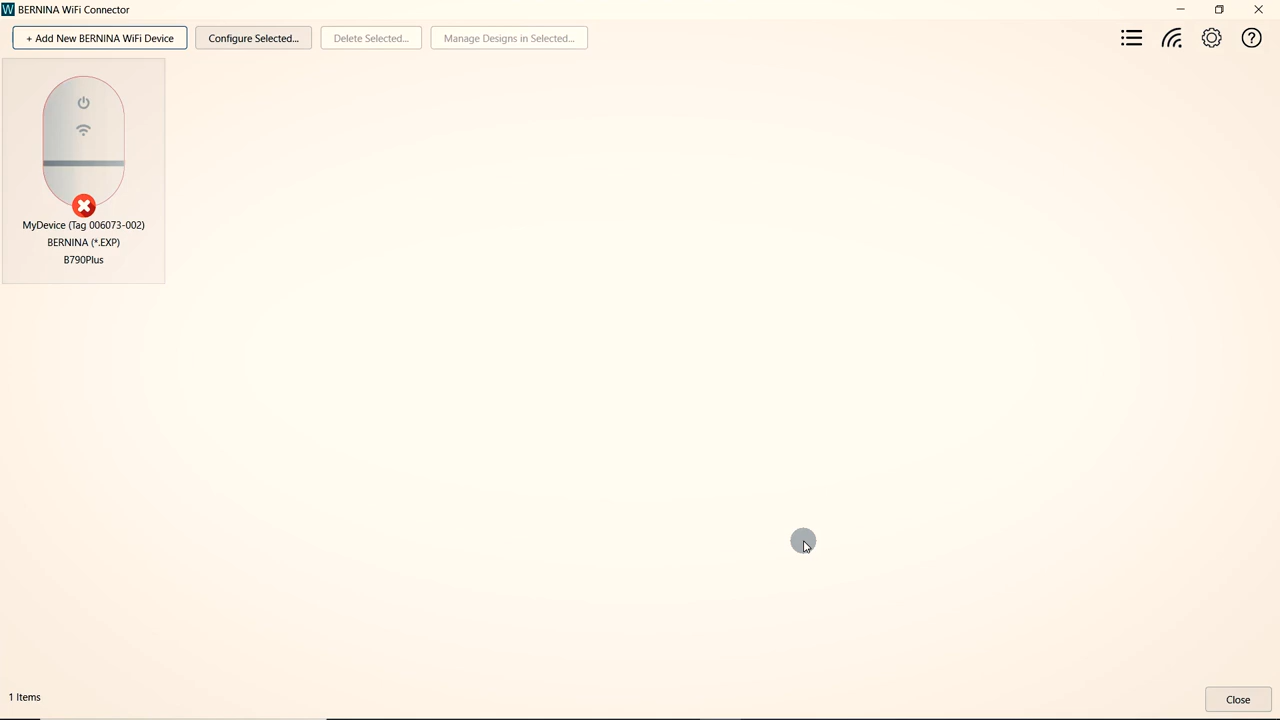 W BERNINA WiFi Connector
+ Add New BERNINA WiFi Device
Configure Selected...
Delete Selected...
Manage Designs in Selected...
MyDevice (Tag 006073-002)
BERNINA (*.EXP)
B790Plus
1 Items
Close